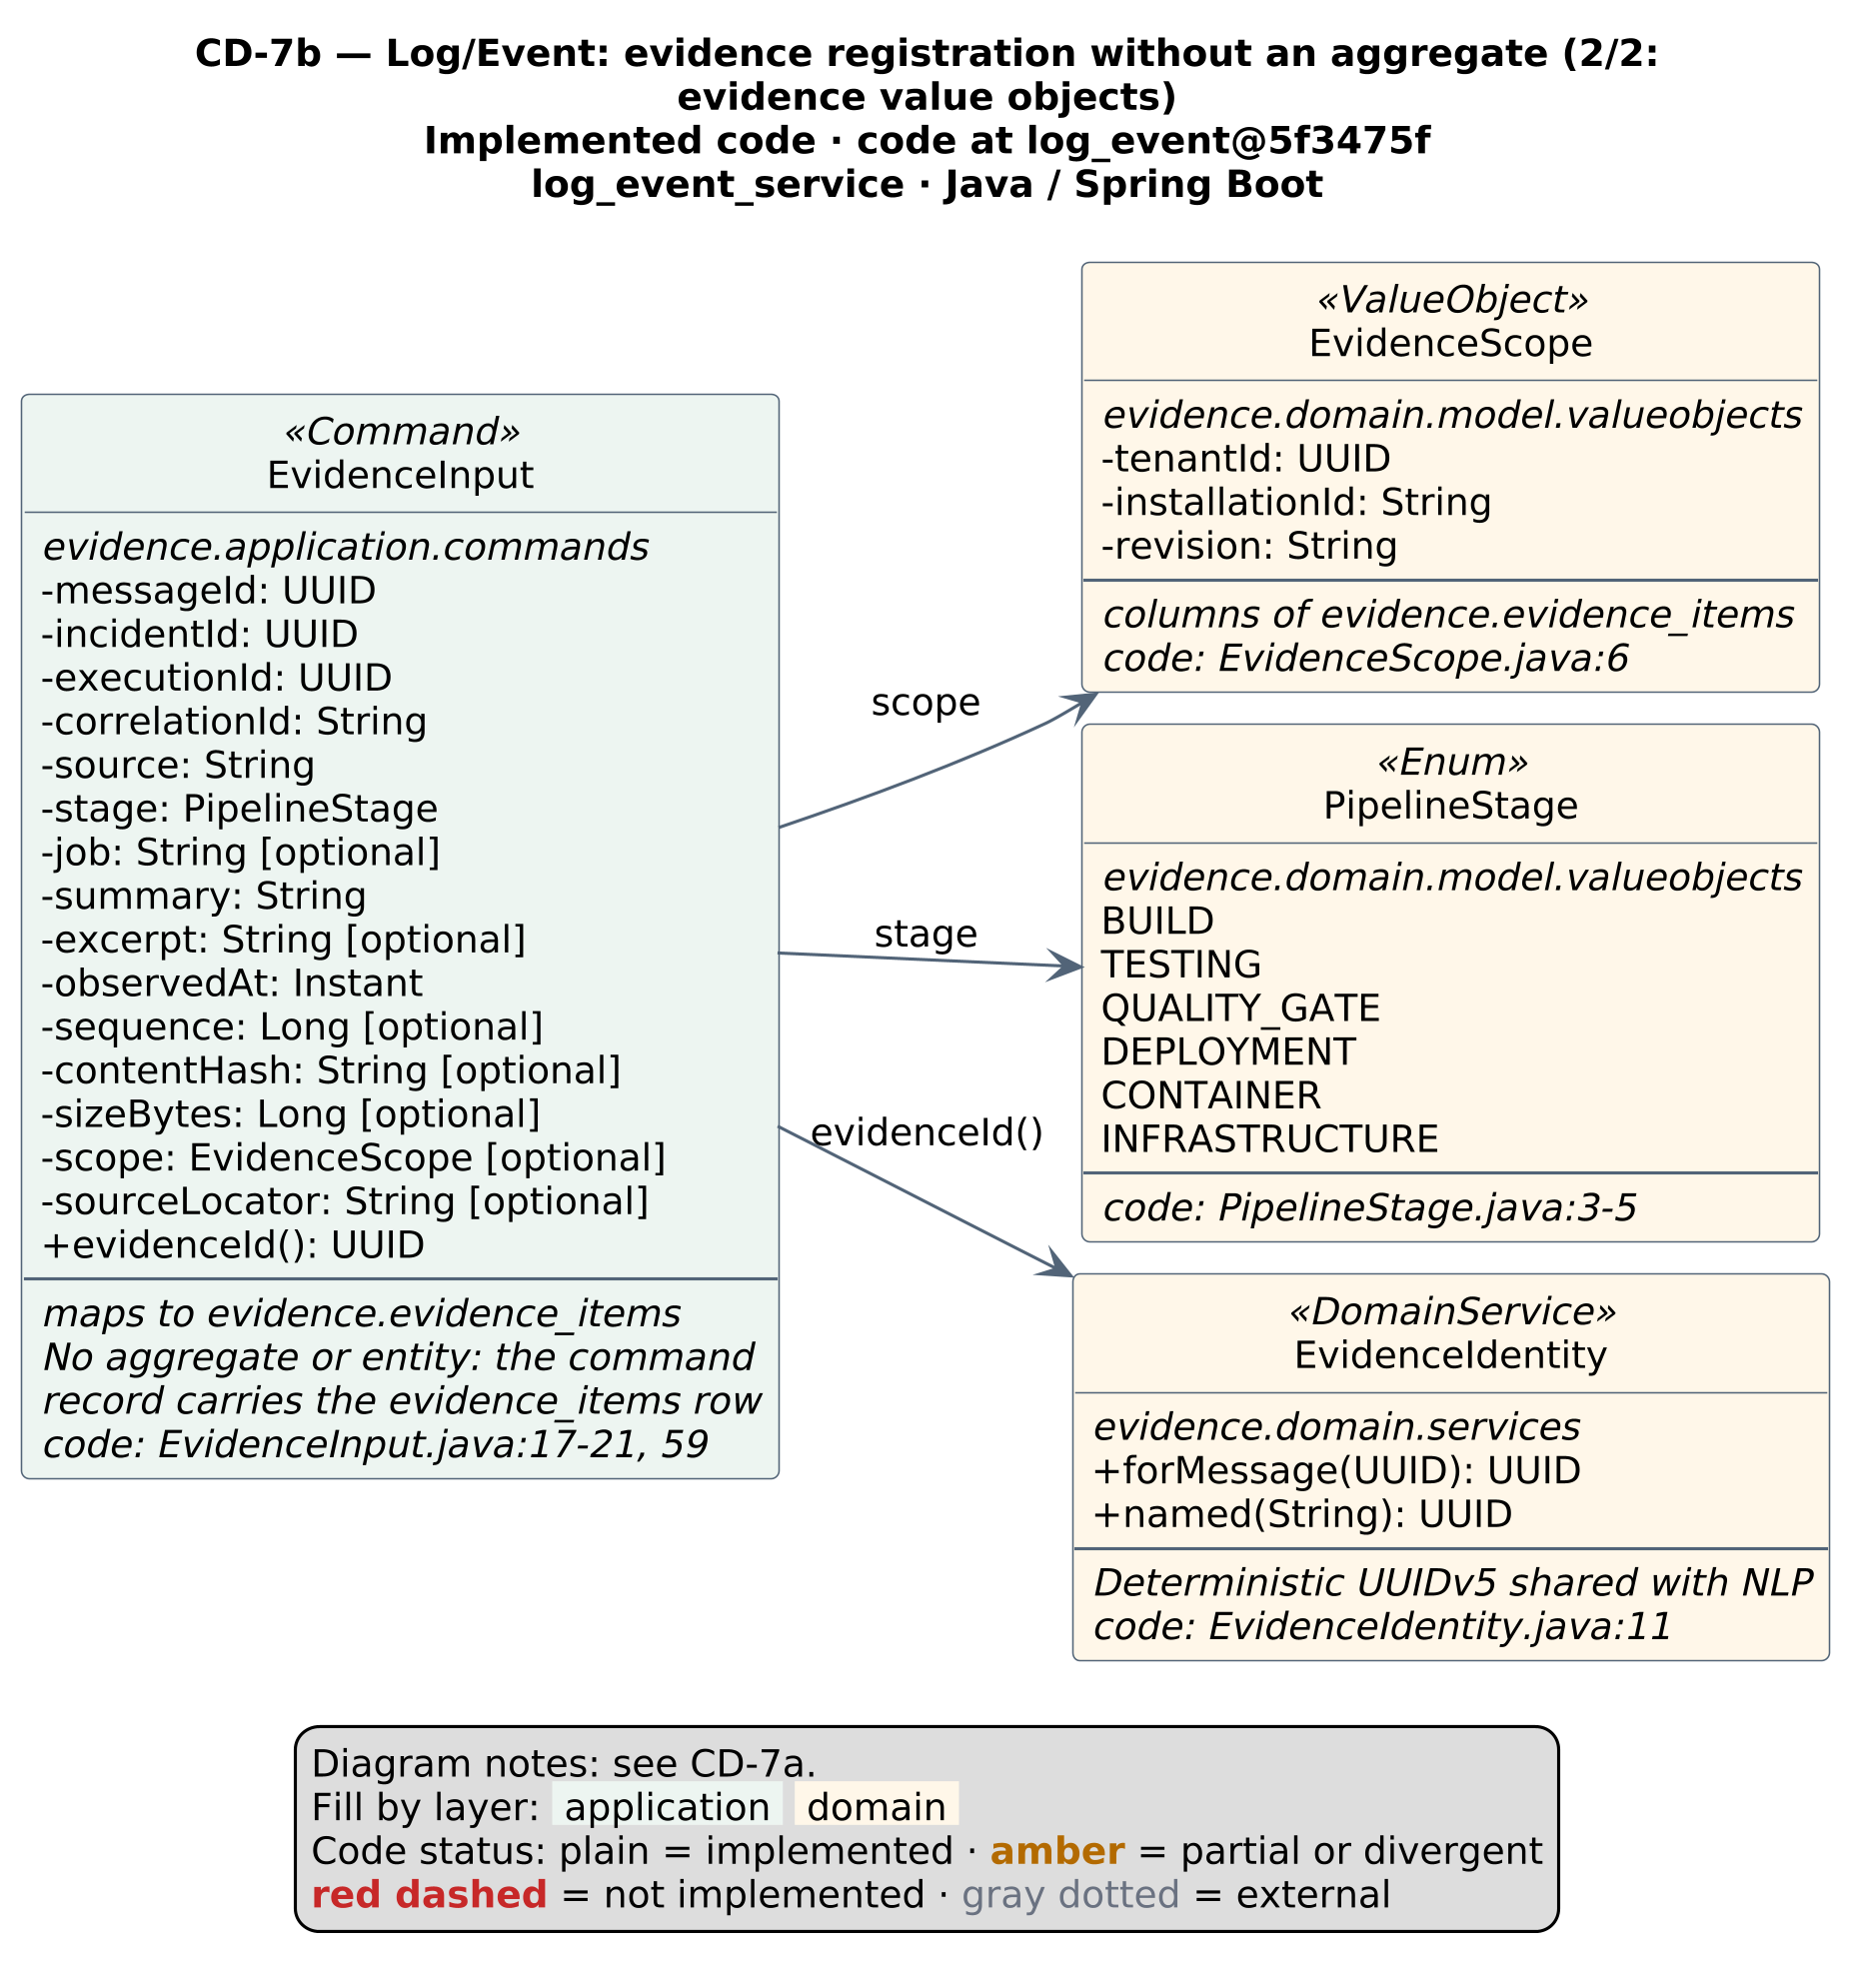 CD-7b — Log/Event: evidence registration without an aggregate (2/2:
evidence value objects)
Implemented code · code at log_event@5f3475f
log_event_service · Java / Spring Boot
«Command»
EvidenceInput
evidence.application.commands
-messageId: UUID
-incidentId: UUID
-executionId: UUID
-correlationId: String
-source: String
-stage: PipelineStage
-job: String [optional]
-summary: String
-excerpt: String [optional]
-observedAt: Instant
-sequence: Long [optional]
-contentHash: String [optional]
-sizeBytes: Long [optional]
-scope: EvidenceScope [optional]
-sourceLocator: String [optional]
+evidenceId(): UUID
maps to evidence.evidence_items
No aggregate or entity: the command
record carries the evidence_items row
code: EvidenceInput.java:17-21, 59
scope
stage
evidenceId()
«ValueObject»
EvidenceScope
evidence.domain.model.valueobjects
-tenantId: UUID
-installationId: String
-revision: String
columns of evidence.evidence_items
code: EvidenceScope.java:6
«Enum»
PipelineStage
evidence.domain.model.valueobjects
BUILD
TESTING
QUALITY_GATE
DEPLOYMENT
CONTAINER
INFRASTRUCTURE
code: PipelineStage.java:3-5
«DomainService»
EvidenceIdentity
evidence.domain.services
+forMessage(UUID): UUID
+named(String): UUID
Deterministic UUIDv5 shared with NLP
code: EvidenceIdentity.java:11
Diagram notes: see CD-7a.
Fill by layer: application domain
Code status: plain = implemented · amber = partial or divergent
red dashed = not implemented · gray dotted = external